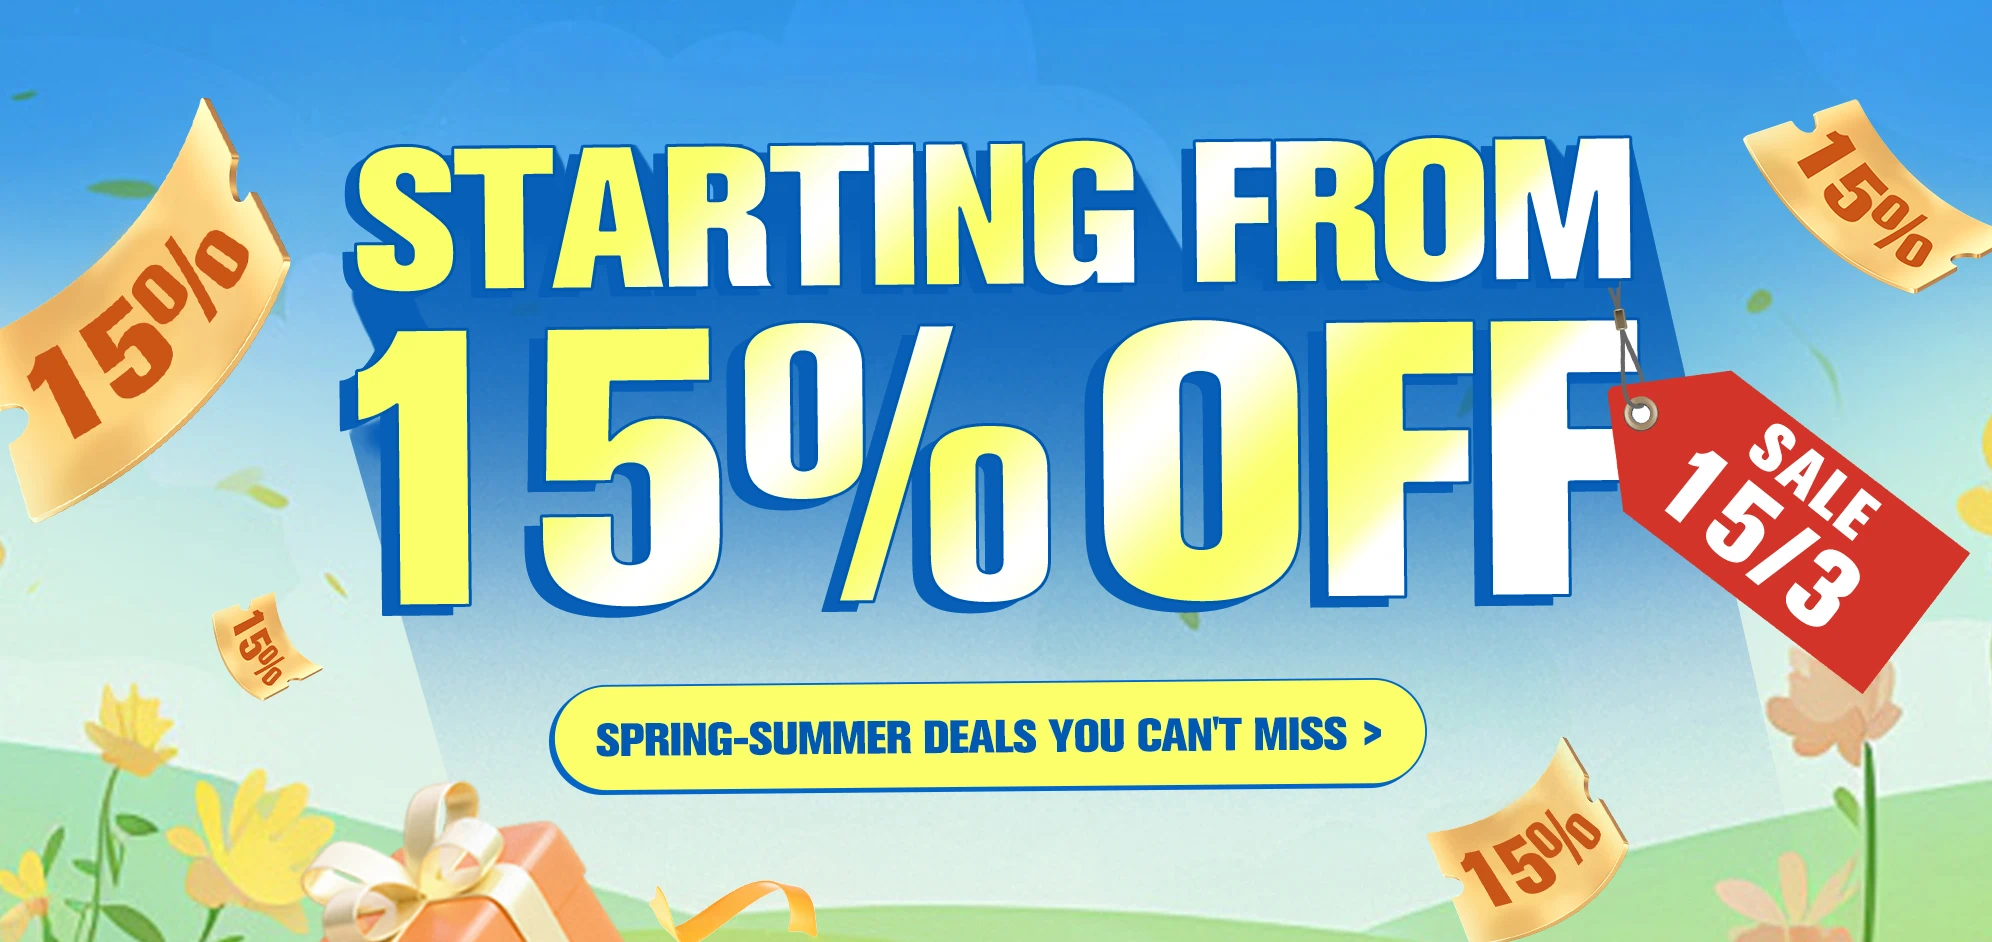 STARTING FROM
15% OFF
SALE
15/3
SPRING-SUMMER DEALS YOU CAN'T MISS >
15%
15%
15%
15%